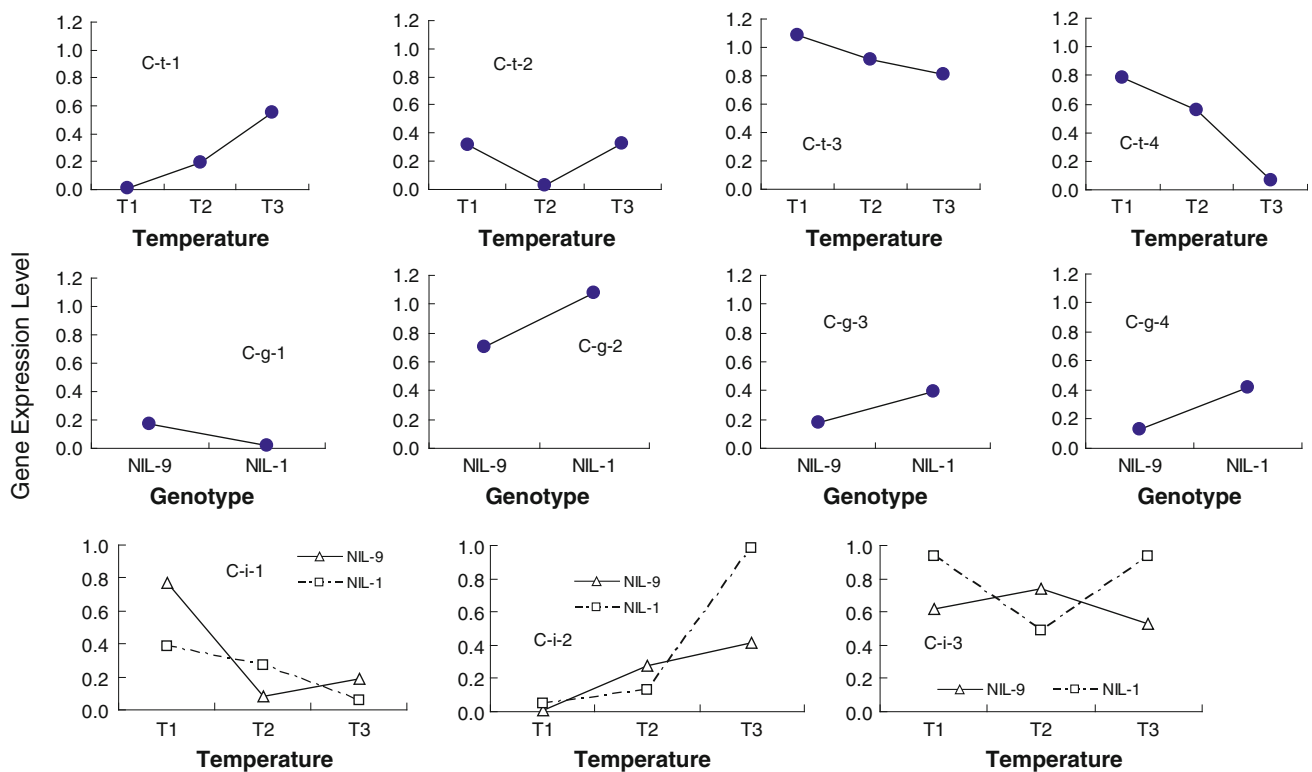 Gene Expression Level
1.2
1.0
0.8
0.6
0.4
0.2
0.0
C-t-1
T1 T2 T3
Temperature
1.2
1.0
0.8
0.6
0.4
0.2
0.0
C-t-2
T1 T2 T3
Temperature
1.2
1.0
0.8
0.6
0.4
0.2
0.0
C-t-3
T1 T2 T3
Temperature
1.2
1.0
0.8
0.6
0.4
0.2
0.0
C-t-4
T1 T2 T3
Temperature
1.2
1.0
0.8
0.6
0.4
0.2
0.0
C-g-1
NIL-9 NIL-1
Genotype
1.2
1.0
0.8
0.6
0.4
0.2
0.0
C-g-2
NIL-9 NIL-1
Genotype
1.2
1.0
0.8
0.6
0.4
0.2
0.0
C-g-3
NIL-9 NIL-1
Genotype
1.2
1.0
0.8
0.6
0.4
0.2
0.0
C-g-4
NIL-9 NIL-1
Genotype
1.0
0.8
0.6
0.4
0.2
0.0
C-i-1
NIL-9
NIL-1
T1 T2 T3
Temperature
1.0
0.8
0.6
0.4
0.2
0.0
NIL-9
NIL-1
C-i-2
T1 T2 T3
Temperature
1.0
0.8
0.6
0.4
0.2
0.0
C-i-3
NIL-9 NIL-1
T1 T2 T3
Temperature